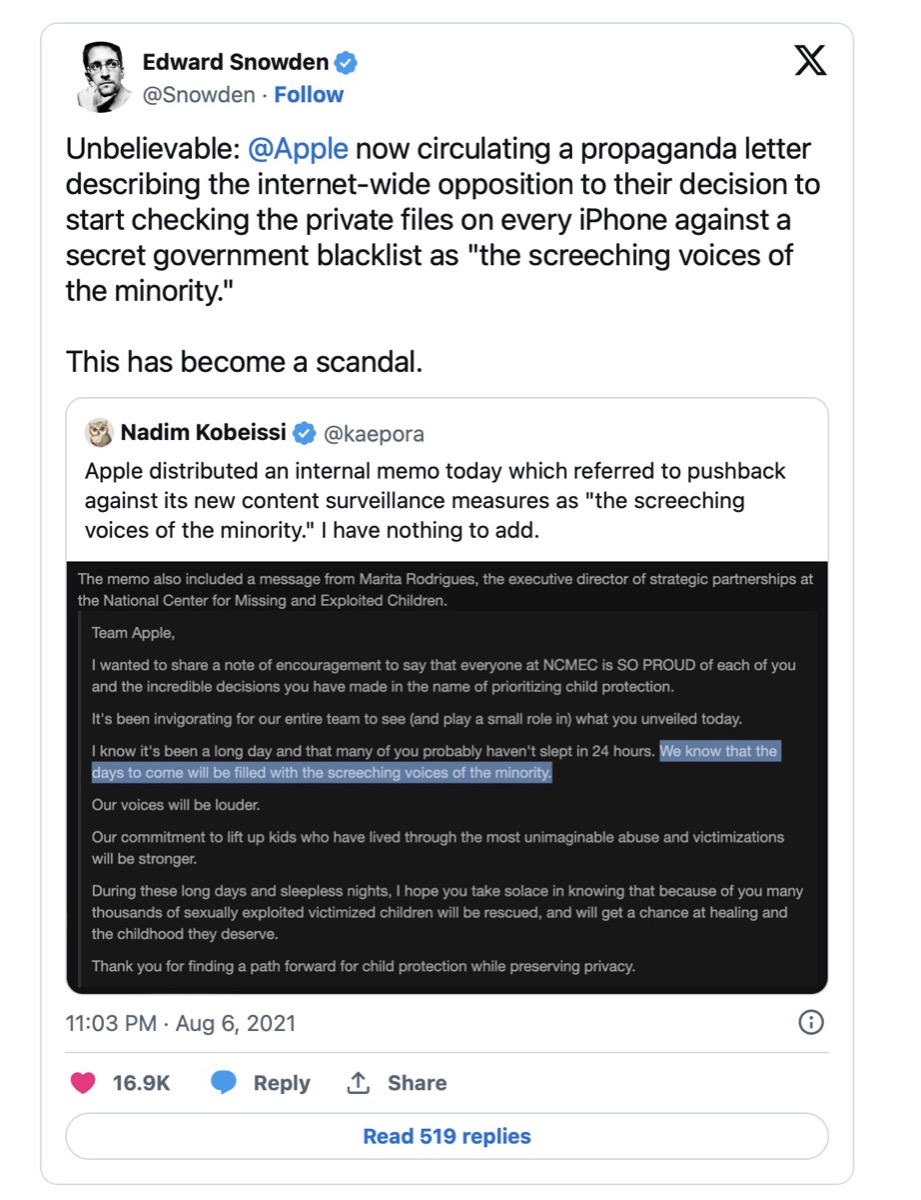 Edward Snowden
@Snowden · Follow
Unbelievable: @Apple now circulating a propaganda letter
describing the internet-wide opposition to their decision to
start checking the private files on every iPhone against a
secret government blacklist as "the screeching voices of
the minority."
This has become a scandal.
Nadim Kobeissi @kaepora
Apple distributed an internal memo today which referred to pushback
against its new content surveillance measures as "the screeching
voices of the minority." I have nothing to add.
The memo also included a message from Marita Rodrigues, the executive director of strategic partnerships at
the National Center for Missing and Exploited Children.
Team Apple,
I wanted to share a note of encouragement to say that everyone at NCMEC is SO PROUD of each of you
and the incredible decisions you have made in the name of prioritizing child protection.
It's been invigorating for our entire team to see (and play a small role in) what you unveiled today.
I know it's been a long day and that many of you probably haven't slept in 24 hours. We know that the
days to come will be filled with the screeching voices of the minority.
Our voices will be louder.
Our commitment to lift up kids who have lived through the most unimaginable abuse and victimizations
will be stronger.
During these long days and sleepless nights, I hope you take solace in knowing that because of you many
thousands of sexually exploited victimized children will be rescued, and will get a chance at healing and
the childhood they deserve.
Thank you for finding a path forward for child protection while preserving privacy.
11:03 PM · Aug 6, 2021
16.9K Reply Share
Read 519 replies